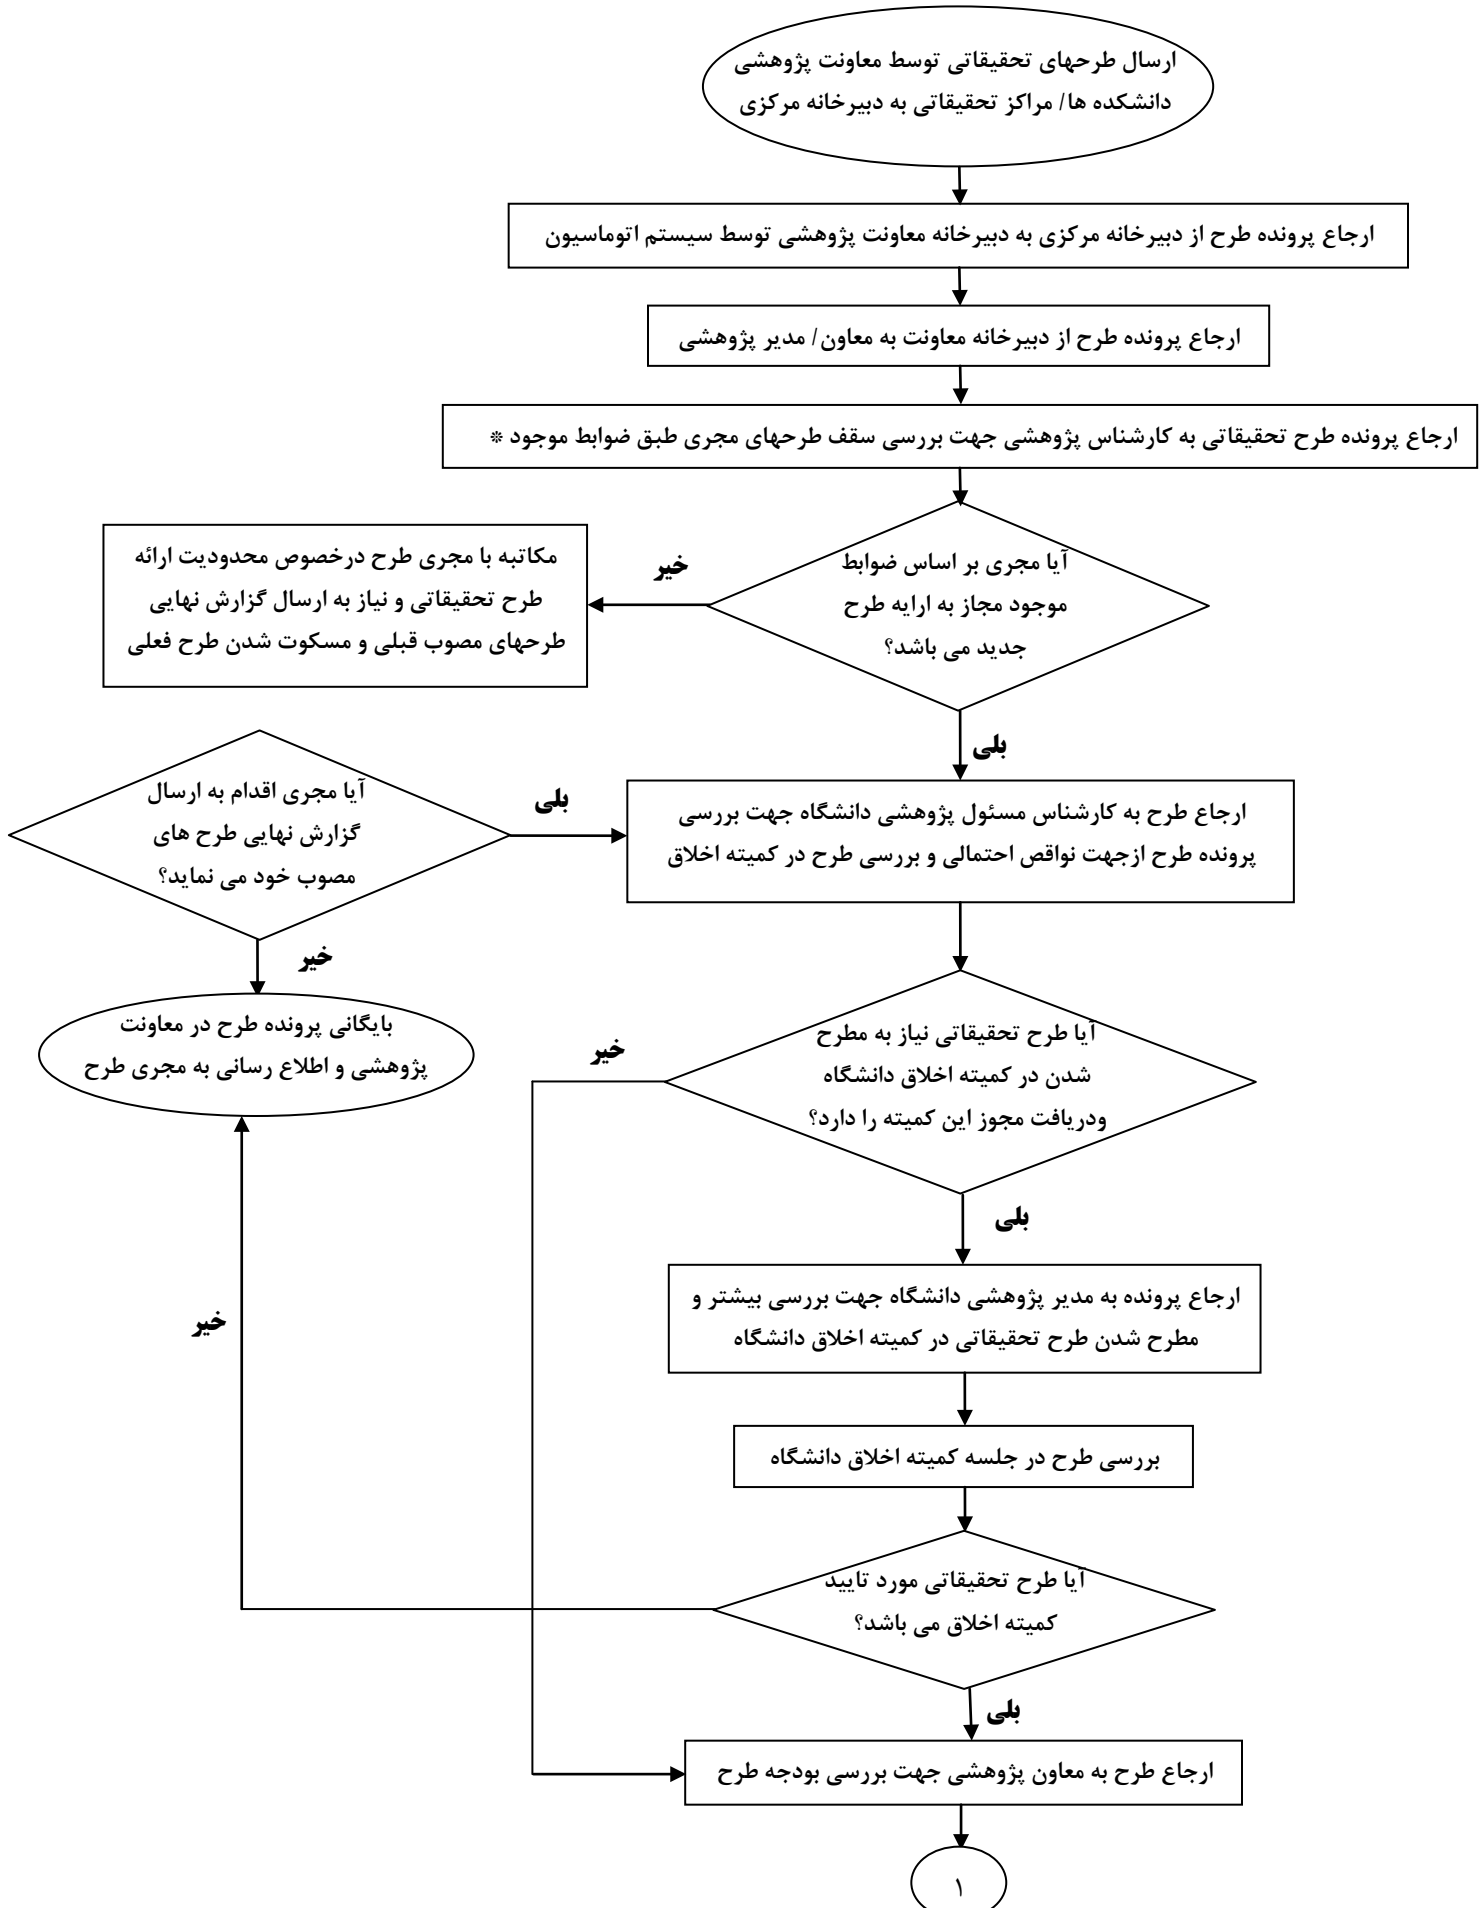 ارسال طرحهای تحقیقاتی توسط معاونت پژوهشی
دانشکده ها/ مراکز تحقیقاتی به دبیرخانه مرکزی
ارجاع پرونده طرح از دبیرخانه مرکزی به دبیرخانه معاونت پژوهشی توسط سیستم اتوماسیون
ارجاع پرونده طرح از دبیرخانه معاونت به معاون/ مدیر پژوهشی
ارجاع پرونده طرح تحقیقاتی به کارشناس پژوهشی جهت بررسی سقف طرحهای مجری طبق ضوابط موجود *
آیا مجری بر اساس ضوابط
موجود مجاز به ارایه طرح
جدید می باشد؟
خیر
مکاتبه با مجری طرح درخصوص محدودیت ارائه
طرح تحقیقاتی و نیاز به ارسال گزارش نهایی
طرحهای مصوب قبلی و مسکوت شدن طرح فعلی
بلی
آیا مجری اقدام به ارسال
گزارش نهایی طرح های
مصوب خود می نماید؟
بلی
ارجاع طرح به کارشناس مسئول پژوهشی دانشگاه جهت بررسی
پرونده طرح ازجهت نواقص احتمالی و بررسی طرح در کمیته اخلاق
خیر
بایگانی پرونده طرح در معاونت
پژوهشی و اطلاع رسانی به مجری طرح
آیا طرح تحقیقاتی نیاز به مطرح
شدن در کمیته اخلاق دانشگاه
ودریافت مجوز این کمیته را دارد؟
خیر
بلی
ارجاع پرونده به مدیر پژوهشی دانشگاه جهت بررسی بیشتر و
مطرح شدن طرح تحقیقاتی در کمیته اخلاق دانشگاه
خیر
بررسی طرح در جلسه کمیته اخلاق دانشگاه
آیا طرح تحقیقاتی مورد تایید
کمیته اخلاق می باشد؟
بلی
ارجاع طرح به معاون پژوهشی جهت بررسی بودجه طرح
۱